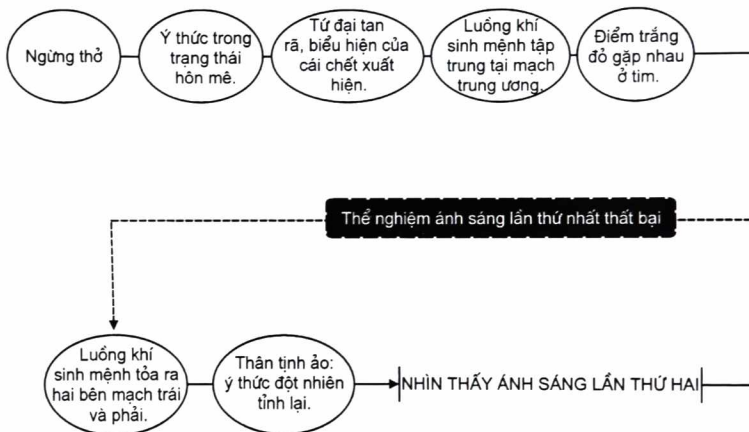 Ngừng thở
Ý thức trong
trạng thái
hôn mê.
Tứ đại tan
rã, biểu hiện của
cái chết xuất
hiện.
Luồng khí
sinh mệnh tập
trung tại mạch
trung ương.
Điểm trắng
đỏ gặp nhau
ở tim.
Thể nghiệm ánh sáng lần thứ nhất thất bại
Luồng khí
sinh mệnh tỏa ra
hai bên mạch trái
và phải.
Thân tịnh ảo:
ý thức đột nhiên
tỉnh lại.
NHÌN THẤY ÁNH SÁNG LẦN THỨ HAI